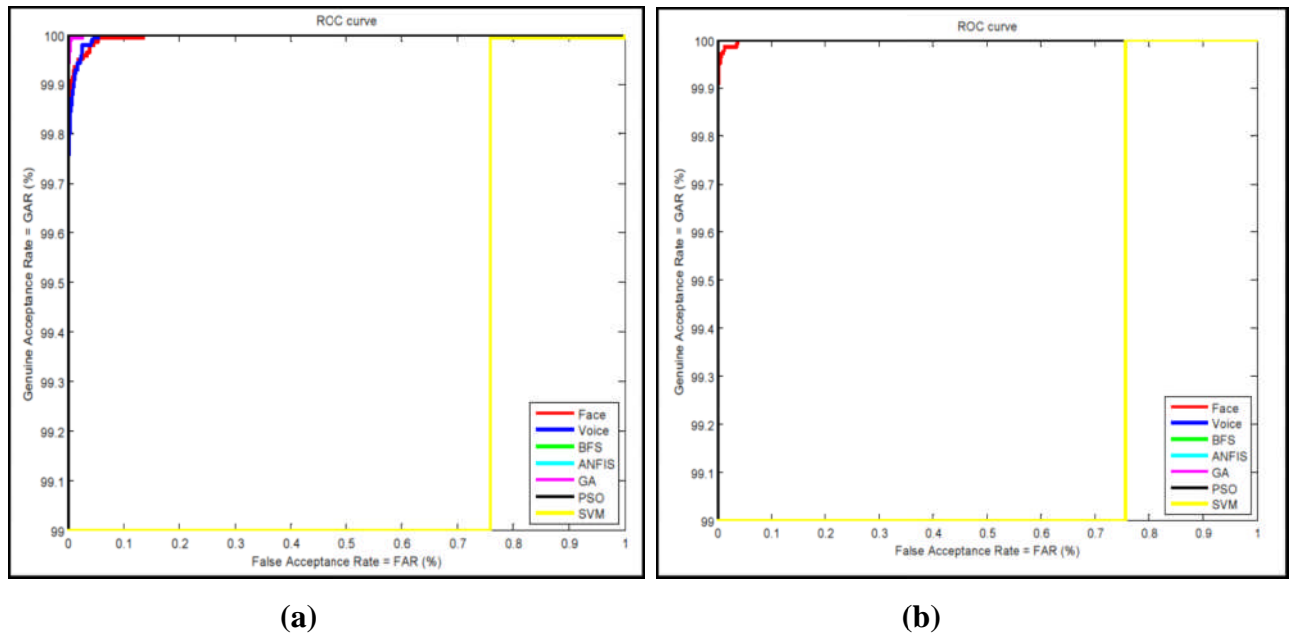 ROC curve
100
99.9
99.8
99.7
99.6
99.5
99.4
99.3
99.2
99.1
99
Genuine Acceptance Rate = GAR (%)
0 0.1 0.2 0.3 0.4 0.5 0.6 0.7 0.8 0.9 1
False Acceptance Rate = FAR (%)
Face
Voice
BFS
ANFIS
GA
PSO
SVM
(a)
ROC curve
100
99.9
99.8
99.7
99.6
99.5
99.4
99.3
99.2
99.1
99
Genuine Acceptance Rate = GAR (%)
0 0.1 0.2 0.3 0.4 0.5 0.6 0.7 0.8 0.9 1
False Acceptance Rate = FAR (%)
Face
Voice
BFS
ANFIS
GA
PSO
SVM
(b)